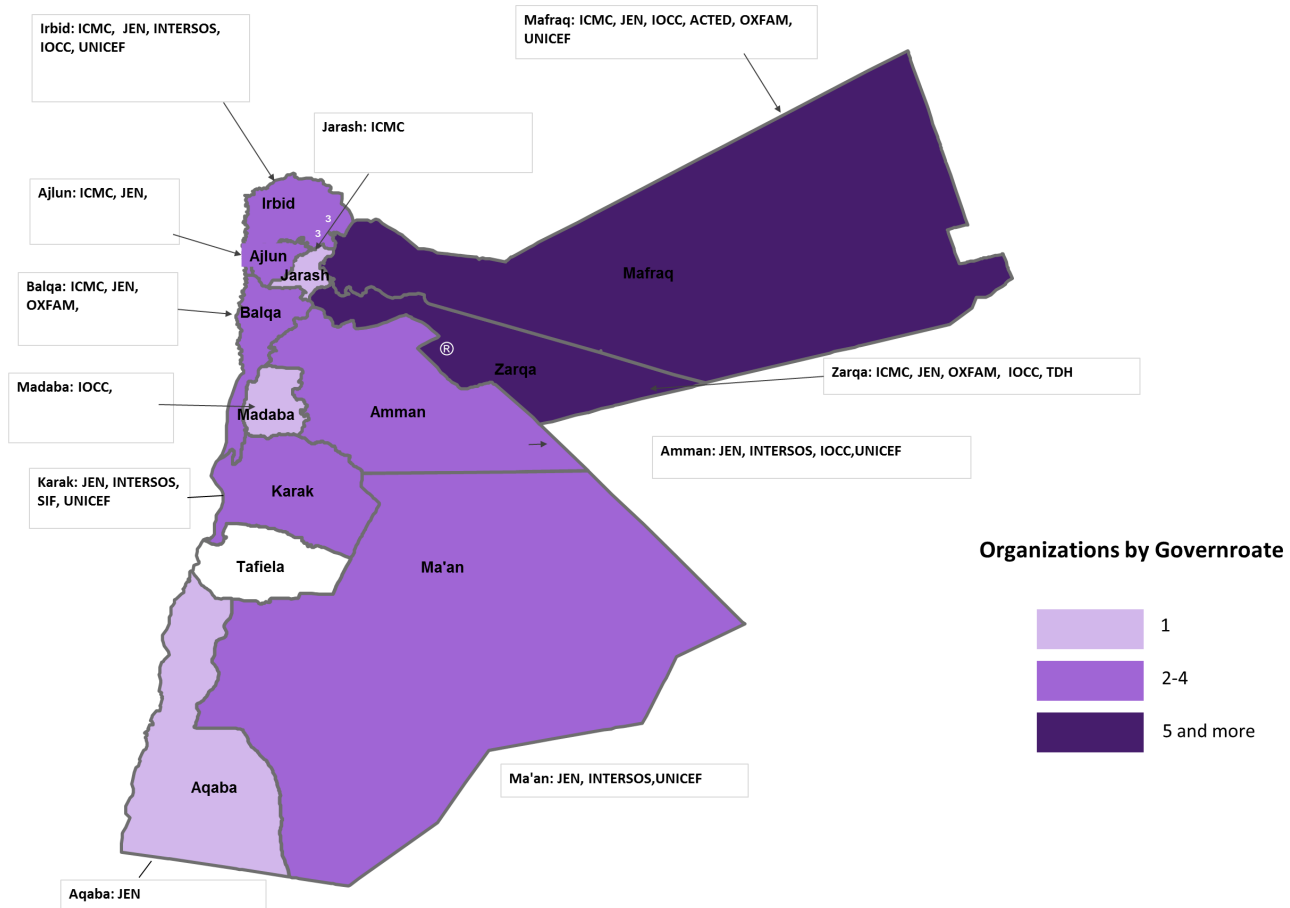 Irbid: ICMC,  JEN, INTERSOS,
IOCC, UNICEF
Mafraq: ICMC, JEN, IOCC, ACTED, OXFAM,
UNICEF
Jarash: ICMC
Ajlun: ICMC, JEN,
Irbid
3
3
Ajlun
Jarash
Mafraq
Balqa: ICMC, JEN,
OXFAM,
Balqa
®
Zarqa
Zarqa: ICMC, JEN, OXFAM,  IOCC, TDH
Madaba: IOCC,
Madaba
Amman
Amman: JEN, INTERSOS, IOCC,UNICEF
Karak: JEN, INTERSOS,
SIF, UNICEF
Karak
Tafiela
Ma'an
Organizations by Governroate
1
2-4
5 and more
Aqaba
Ma'an: JEN, INTERSOS,UNICEF
Aqaba: JEN